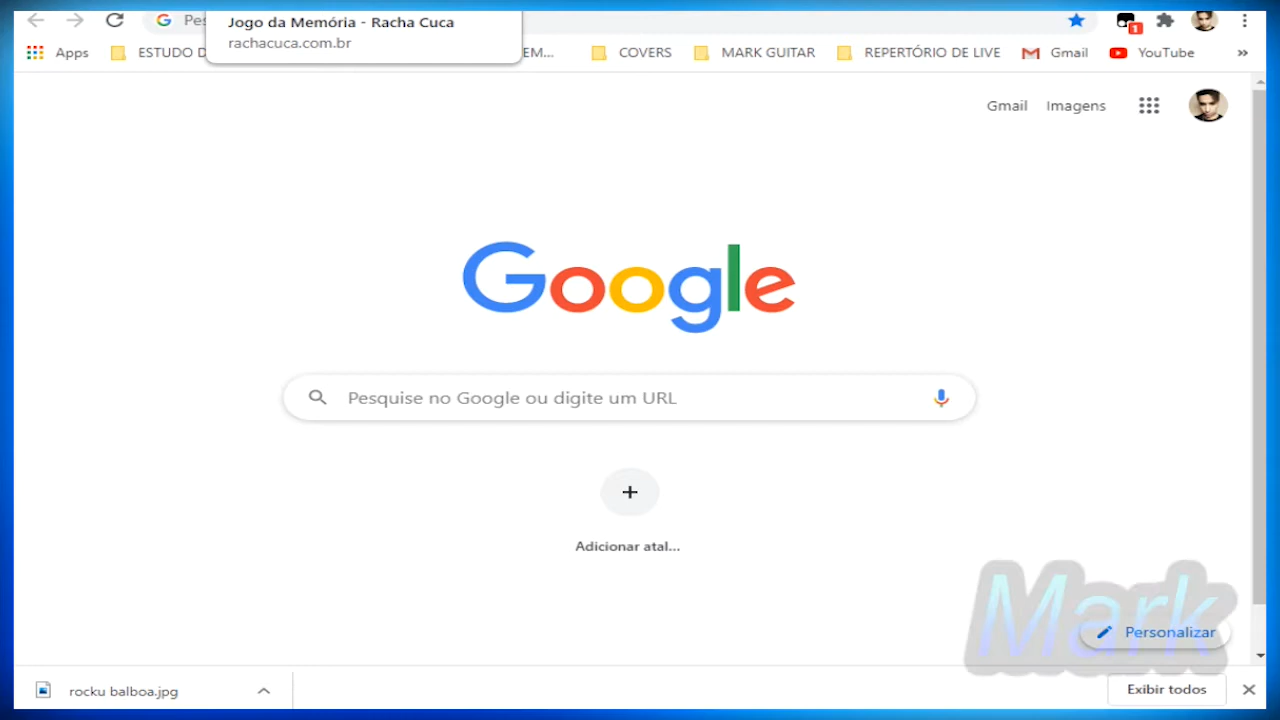 Jogo da Memória - Racha Cuca
rachacuca.com.br
Pes
1
Apps ESTUDO D EM... COVERS MARK GUITAR REPERTÓRIO DE LIVE Gmail YouTube »
Gmail Imagens
Google
Pesquise no Google ou digite um URL
Adicionar atal...
Mark
Personalizar
rocku balboa.jpg
Exibir todos